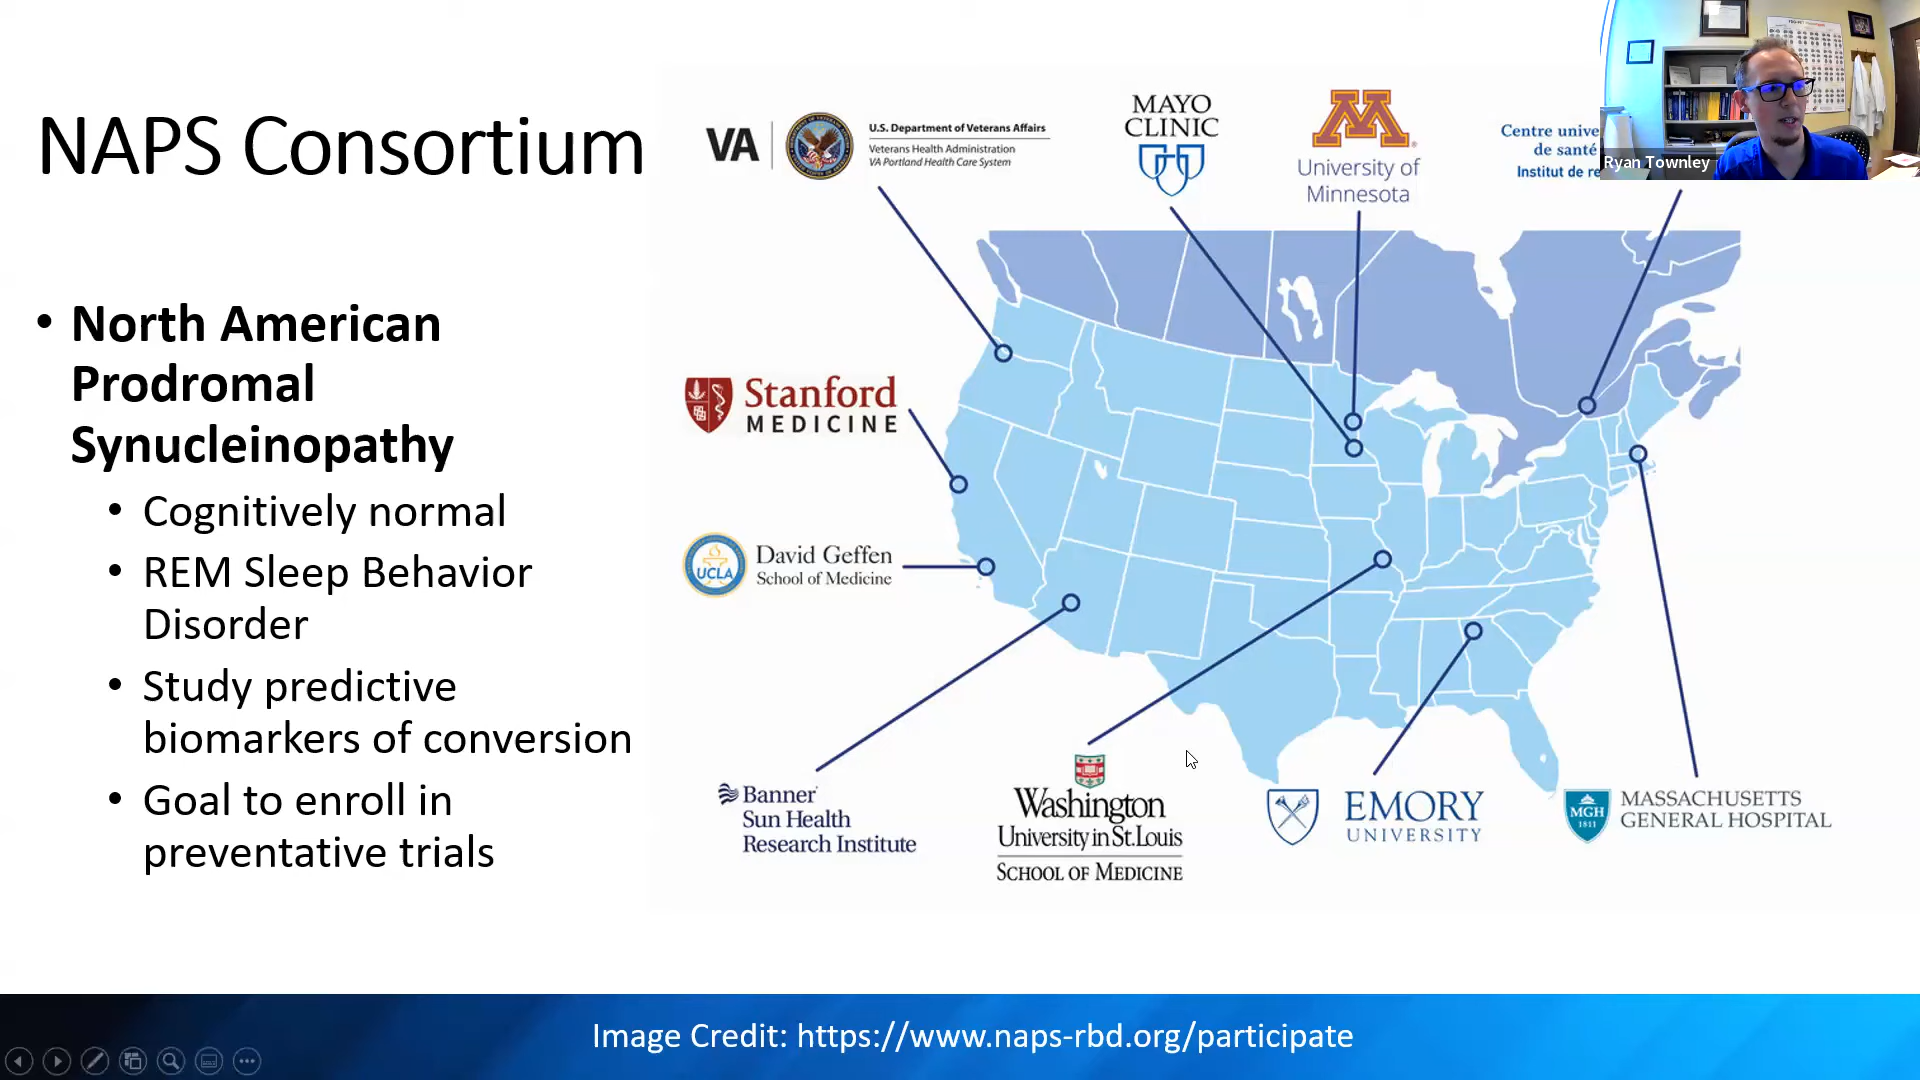 NAPS Consortium
• North American
Prodromal
Synucleinopathy
• Cognitively normal
• REM Sleep Behavior
Disorder
• Study predictive
biomarkers of conversion
• Goal to enroll in
preventative trials
VA
U.S. Department of Veterans Affairs
Veterans Health Administration
VA Portland Health Care System
MAYO
CLINIC
University of
Minnesota
Centre unive
de santé
Institut de re
Ryan Townley
Stanford
MEDICINE
UCLA
David Geffen
School of Medicine
Banner
Sun Health
Research Institute
Washington
University in St. Louis
SCHOOL OF MEDICINE
EMORY
UNIVERSITY
MGH
1811
MASSACHUSETTS
GENERAL HOSPITAL
Image Credit: https://www.naps-rbd.org/participate